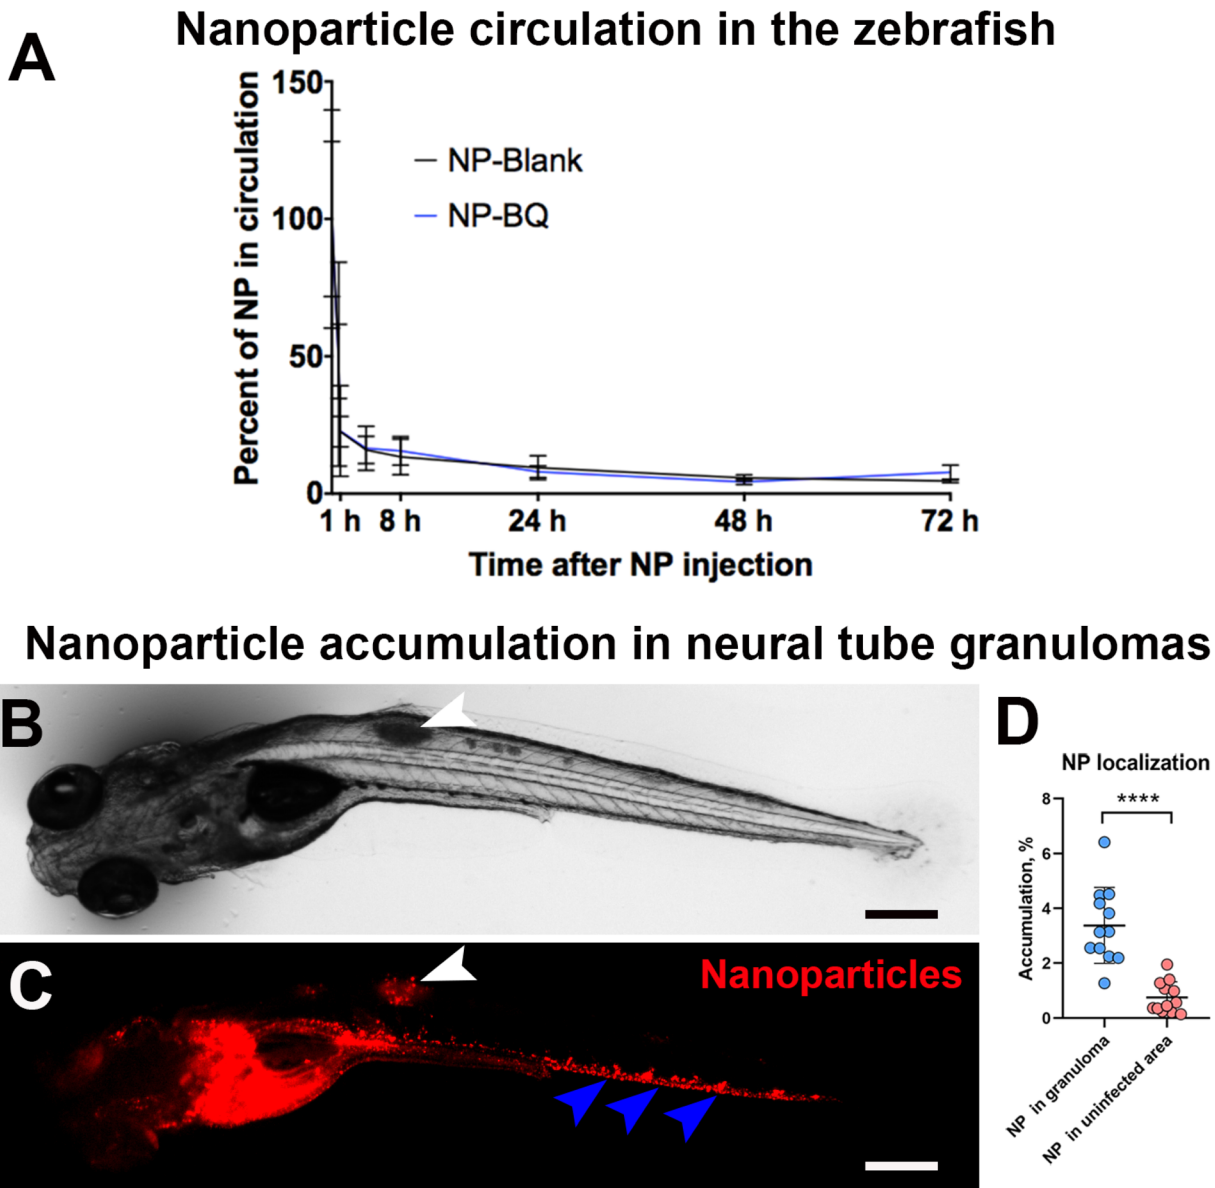 Nanoparticle circulation in the zebrafish
A
Percent of NP in circulation
150
100
50
0
NP-Blank
NP-BQ
1 h 8 h 24 h 48 h 72 h
Time after NP injection
Nanoparticle accumulation in neural tube granulomas
B
C
Nanoparticles
D
NP localization
****
Accumulation, %
8
6
4
2
0
NP in granuloma
NP in uninfected area